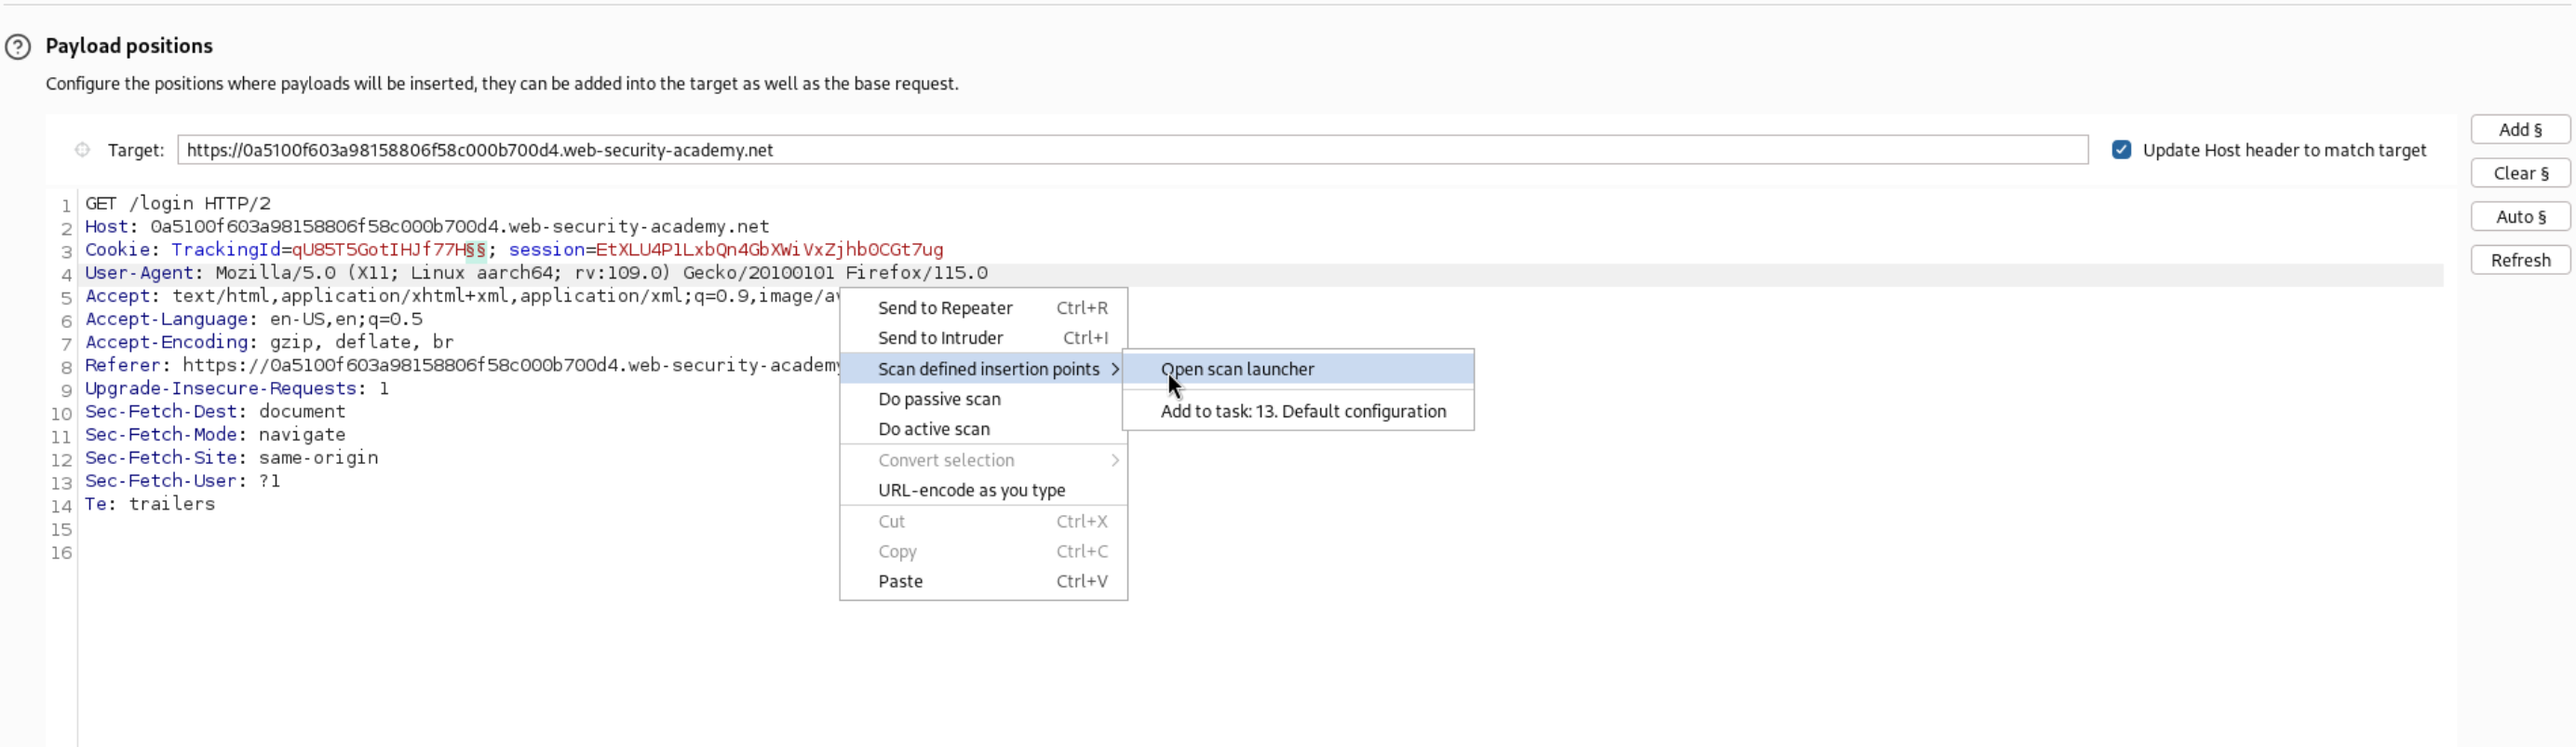 Payload positions
Configure the positions where payloads will be inserted, they can be added into the target as well as the base request.
Target: https://0a5100f603a98158806f58c000b700d4.web-security-academy.net
Update Host header to match target
Add §
Clear §
Auto §
Refresh
1 GET /login HTTP/2
2 Host: 0a5100f603a98158806f58c000b700d4.web-security-academy.net
3 Cookie: TrackingId=qU85T5GotIHJf77H§§; session=EtXLU4PlLxbQn4GbXWiVxZjhb0CGt7ug
4 User-Agent: Mozilla/5.0 (X11; Linux aarch64; rv:109.0) Gecko/20100101 Firefox/115.0
5 Accept: text/html,application/xhtml+xml,application/xml;q=0.9,image/av
6 Accept-Language: en-US,en;q=0.5
7 Accept-Encoding: gzip, deflate, br
8 Referer: https://0a5100f603a98158806f58c000b700d4.web-security-academy
9 Upgrade-Insecure-Requests: 1
10 Sec-Fetch-Dest: document
11 Sec-Fetch-Mode: navigate
12 Sec-Fetch-Site: same-origin
13 Sec-Fetch-User: ?1
14 Te: trailers
15
16
Send to Repeater Ctrl+R
Send to Intruder Ctrl+I
Scan defined insertion points
Do passive scan
Do active scan
Convert selection
URL-encode as you type
Cut Ctrl+X
Copy Ctrl+C
Paste Ctrl+V
Open scan launcher
Add to task: 13. Default configuration